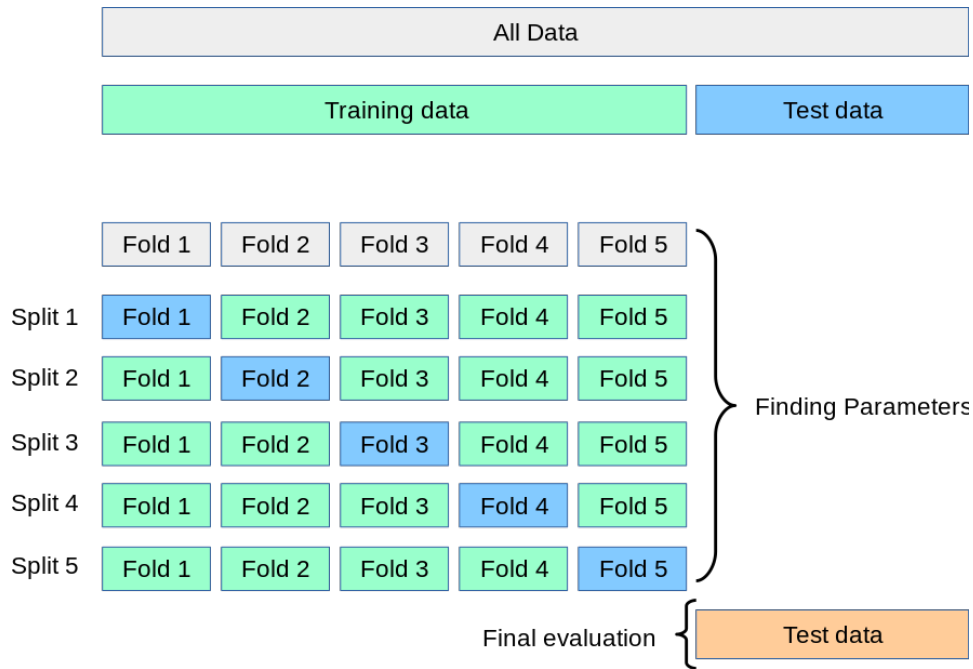 All Data
Training data Test data
Fold 1 Fold 2 Fold 3 Fold 4 Fold 5
Split 1 Fold 1 Fold 2 Fold 3 Fold 4 Fold 5
Split 2 Fold 1 Fold 2 Fold 3 Fold 4 Fold 5
Finding Parameters
Split 3 Fold 1 Fold 2 Fold 3 Fold 4 Fold 5
Split 4 Fold 1 Fold 2 Fold 3 Fold 4 Fold 5
Split 5 Fold 1 Fold 2 Fold 3 Fold 4 Fold 5
Final evaluation Test data